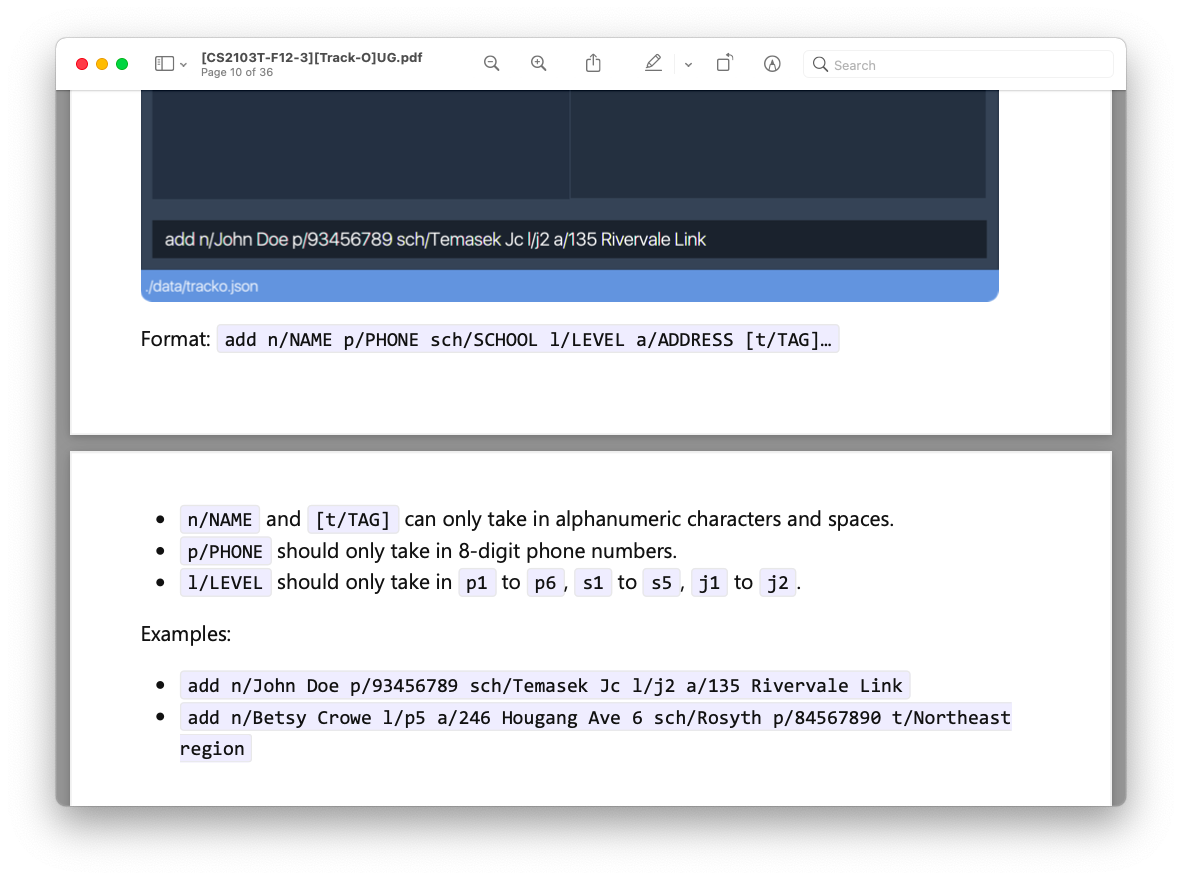 [CS2103T-F12-3][Track-O]UG.pdf
Page 10 of 36
Search
add n/John Doe p/93456789 sch/Temasek Jc l/j2 a/135 Rivervale Link
./data/tracko.json
Format: add n/NAME p/PHONE sch/SCHOOL l/LEVEL a/ADDRESS [t/TAG]…
• n/NAME and [t/TAG] can only take in alphanumeric characters and spaces.
• p/PHONE should only take in 8-digit phone numbers.
• l/LEVEL should only take in p1 to p6, s1 to s5, j1 to j2.
Examples:
• add n/John Doe p/93456789 sch/Temasek Jc l/j2 a/135 Rivervale Link
• add n/Betsy Crowe l/p5 a/246 Hougang Ave 6 sch/Rosyth p/84567890 t/Northeast
region